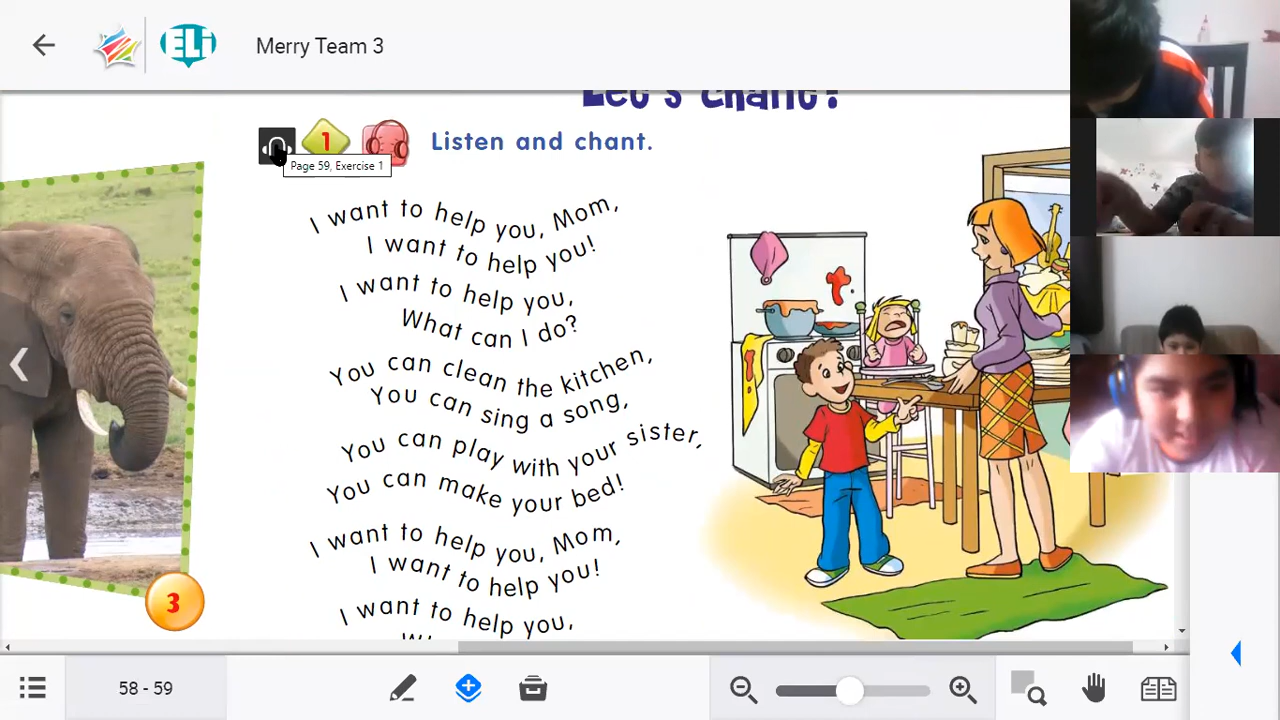 ELi
Merry Team 3
Let's chant!
1
Listen and chant.
Page 59, Exercise 1
I want to help you, Mom,
I want to help you!
I want to help you,
What can I do?
You can clean the kitchen,
You can sing a song,
You can play with your sister,
You can make your bed!
I want to help you, Mom,
I want to help you!
I want to help you,
3
58 - 59